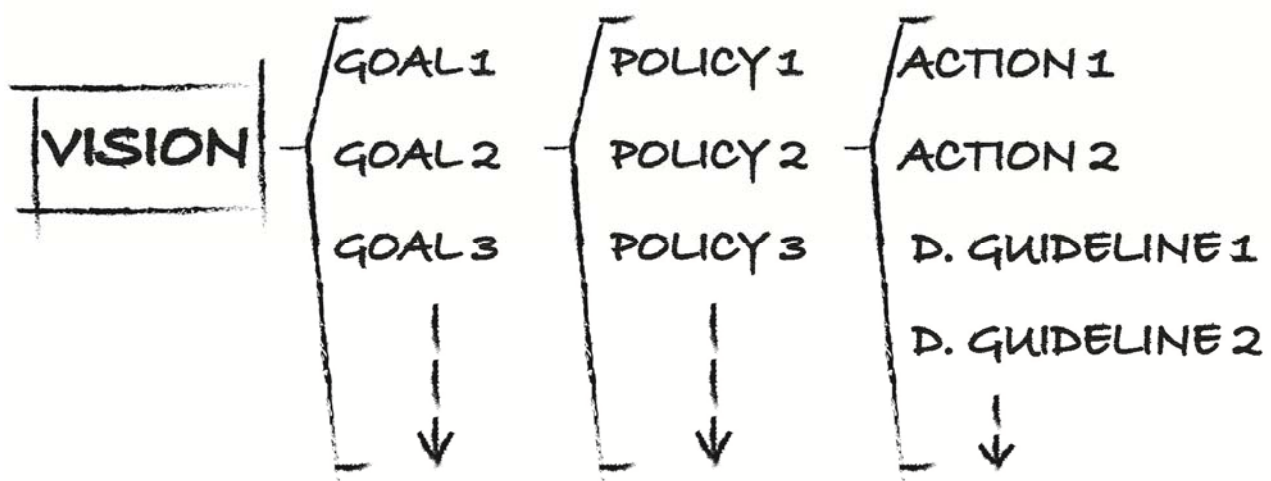 VISION
GOAL 1
GOAL 2
GOAL 3
POLICY 1
POLICY 2
POLICY 3
ACTION 1
ACTION 2
D. GUIDELINE 1
D. GUIDELINE 2